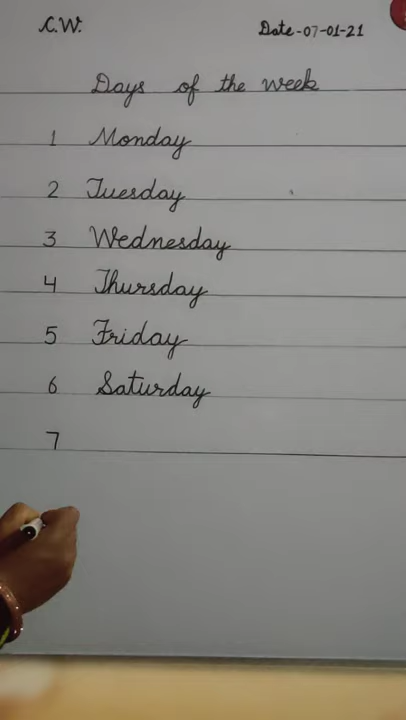 C.W. Date-07-01-21
Days of the week
1 Monday
2 Tuesday
3 Wednesday
4 Thursday
5 Friday
6 Saturday
7